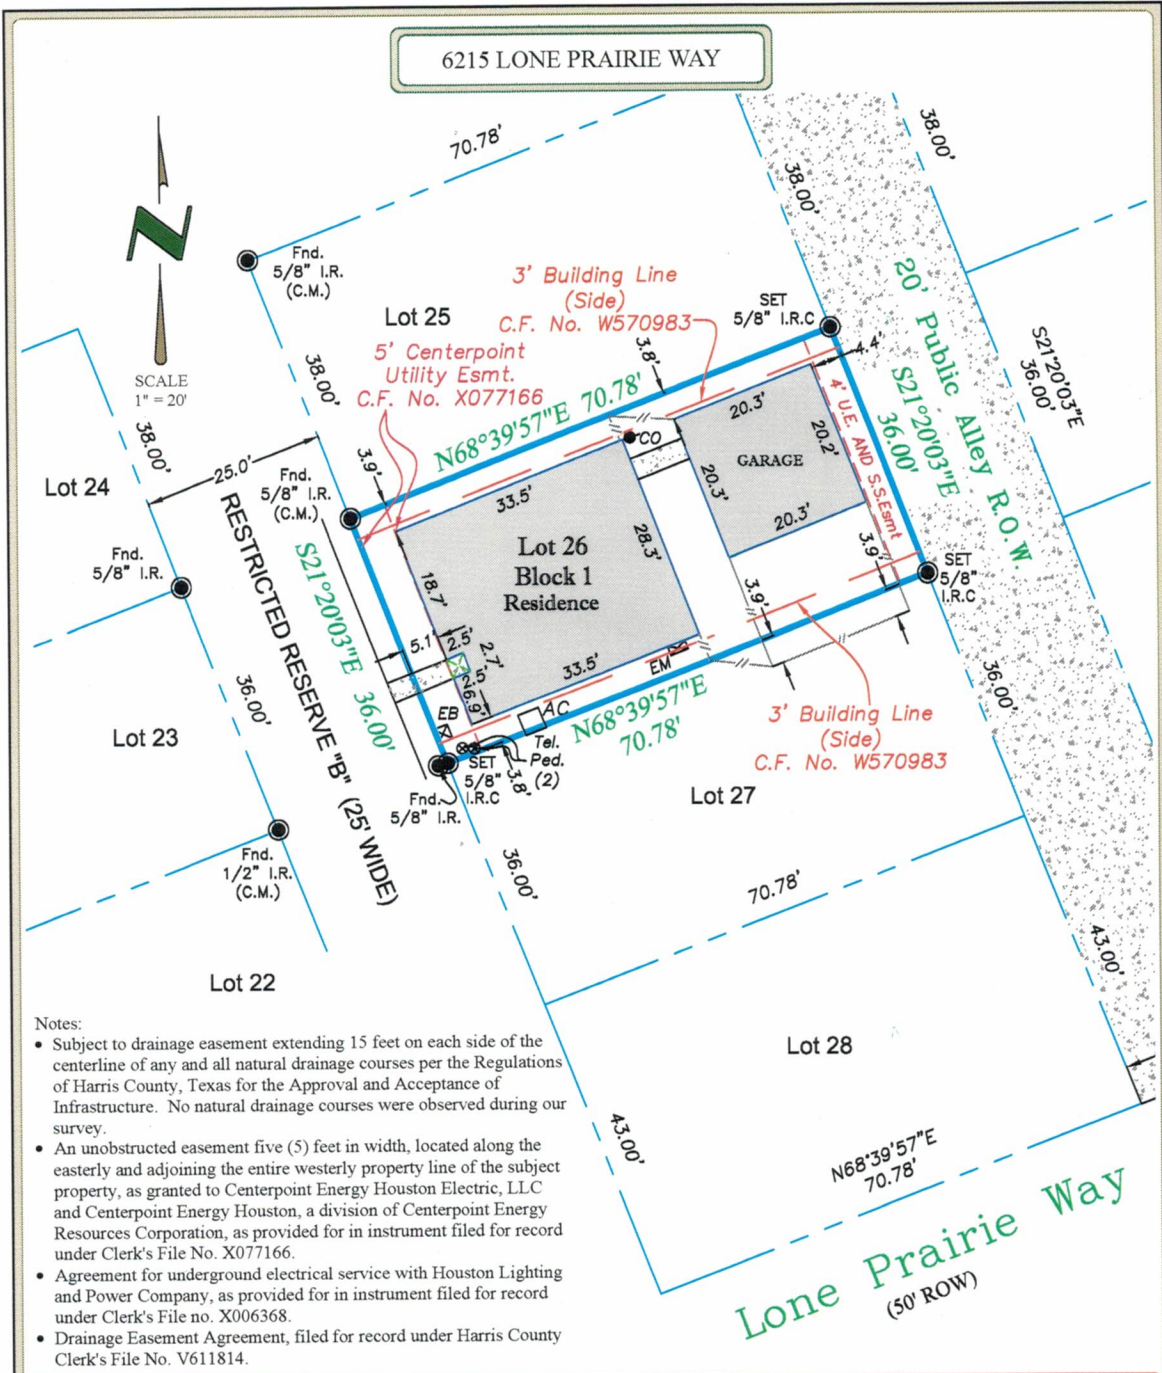 6215 LONE PRAIRIE WAY
70.78'
38.00'
38.00'
Fnd.
5/8" I.R.
(C.M.)
Lot 25
3' Building Line
(Side)
C.F. No. W570983
SET
5/8" I.R.C
N
SCALE
1" = 20'
5' Centerpoint
Utility Esmt.
C.F. No. X077166
38.00'
38.00'
3.8'
4.4'
20' Public Alley R.O.W.
S21°20'03"E
36.00'
S21°20'03"E
36.00'
N68°39'57"E 70.78'
4' U.E. AND S.S.Esmt
20.3'
20.2'
GARAGE
20.3'
20.3'
CO
3.9'
25.0'
Lot 24
Fnd.
5/8" I.R.
(C.M.)
Fnd.
5/8" I.R.
RESTRICTED RESERVE "B" (25' WIDE)
S21°20'03"E 36.00'
33.5'
28.3'
Lot 26
Block 1
Residence
18.7'
5.1'
2.5'
2.7'
2.5'
6.9'
33.5'
3.9'
3.9'
SET
5/8"
I.R.C
EM
EB
AC
Tel.
Ped.
(2)
SET
5/8"
I.R.C
3.8'
Fnd.
5/8" I.R.
N68°39'57"E
70.78'
3' Building Line
(Side)
C.F. No. W570983
36.00'
36.00'
Lot 23
Lot 27
Fnd.
1/2" I.R.
(C.M.)
36.00'
70.78'
43.00'
Lot 22
Lot 28
43.00'
N68°39'57"E
70.78'
Lone Prairie Way
(50' ROW)
Notes:
• Subject to drainage easement extending 15 feet on each side of the
centerline of any and all natural drainage courses per the Regulations
of Harris County, Texas for the Approval and Acceptance of
Infrastructure. No natural drainage courses were observed during our
survey.
• An unobstructed easement five (5) feet in width, located along the
easterly and adjoining the entire westerly property line of the subject
property, as granted to Centerpoint Energy Houston Electric, LLC
and Centerpoint Energy Houston, a division of Centerpoint Energy
Resources Corporation, as provided for in instrument filed for record
under Clerk's File No. X077166.
• Agreement for underground electrical service with Houston Lighting
and Power Company, as provided for in instrument filed for record
under Clerk's File no. X006368.
• Drainage Easement Agreement, filed for record under Harris County
Clerk's File No. V611814.